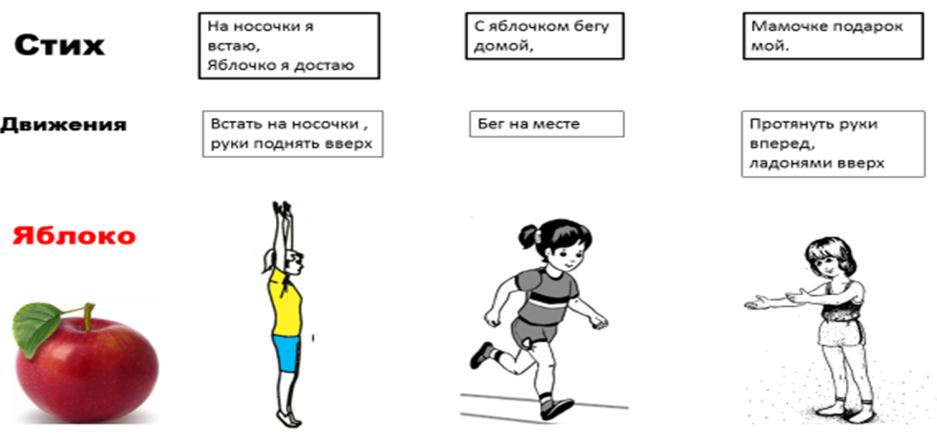 Стих
На носочки я
встаю,
Яблочко я достаю
С яблочком бегу
домой,
Мамочке подарок
мой.
Движения
Встать на носочки ,
руки поднять вверх
Бег на месте
Протянуть руки
вперед,
ладонями вверх
Яблоко